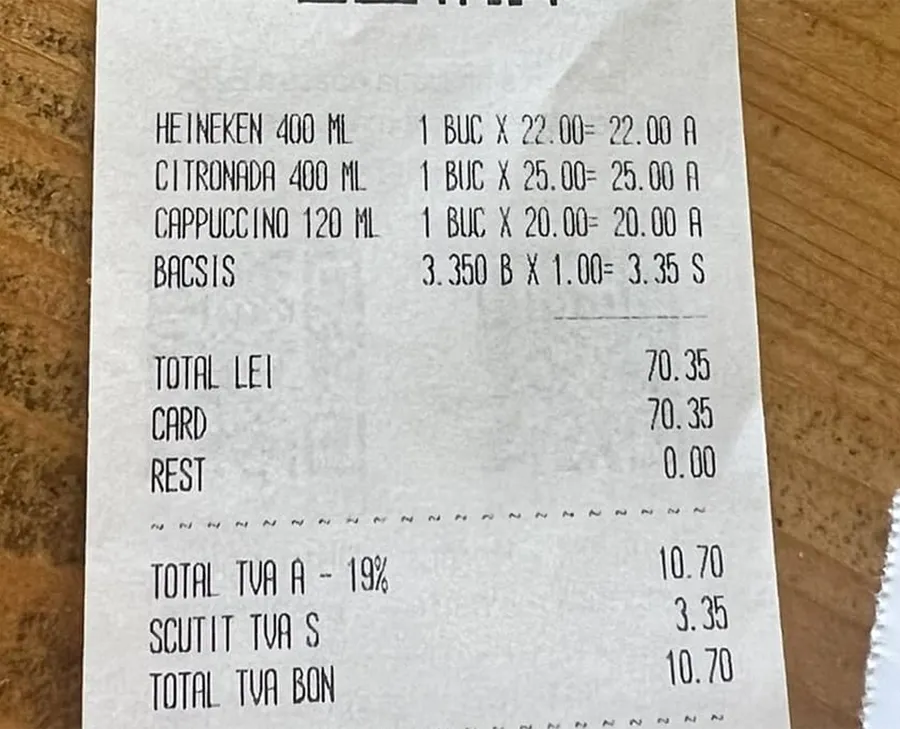 HEINEKEN 400 ML 1 BUC X 22.00= 22.00 A
CITRONADA 400 ML 1 BUC X 25.00= 25.00 A
CAPPUCCINO 120 ML 1 BUC X 20.00= 20.00 A
BACSIS 3.350 B X 1.00= 3.35 S
TOTAL LEI 70.35
CARD 70.35
REST 0.00
TOTAL TVA A - 19% 10.70
SCUTIT TVA S 3.35
TOTAL TVA BON 10.70